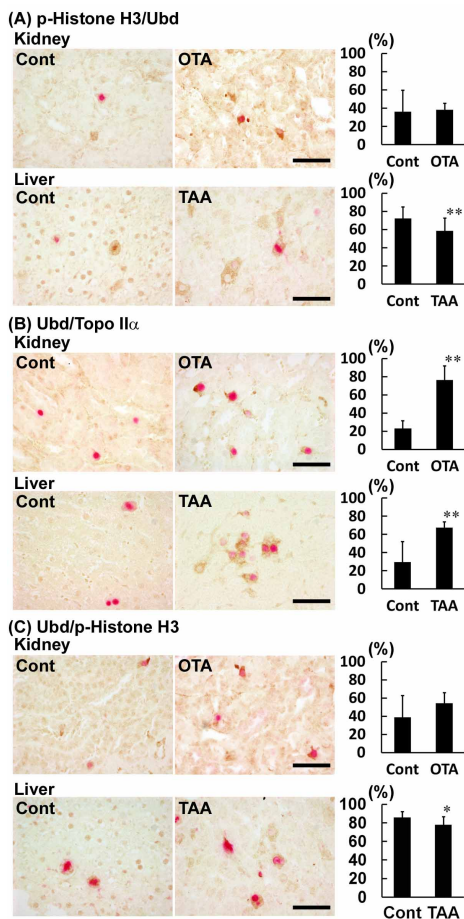 (A) p-Histone H3/Ubd
Kidney
Cont
OTA
(%)
100
80
60
40
20
0
Cont OTA
Liver
Cont
TAA
(%)
100
80
60
40
20
0
**
Cont TAA
(B) Ubd/Topo IIα
Kidney
Cont
OTA
(%)
100
80
60
40
20
0
**
Cont OTA
Liver
Cont
TAA
(%)
100
80
60
40
20
0
**
Cont TAA
(C) Ubd/p-Histone H3
Kidney
Cont
OTA
(%)
100
80
60
40
20
0
Cont OTA
Liver
Cont
TAA
(%)
100
80
60
40
20
0
*
Cont TAA